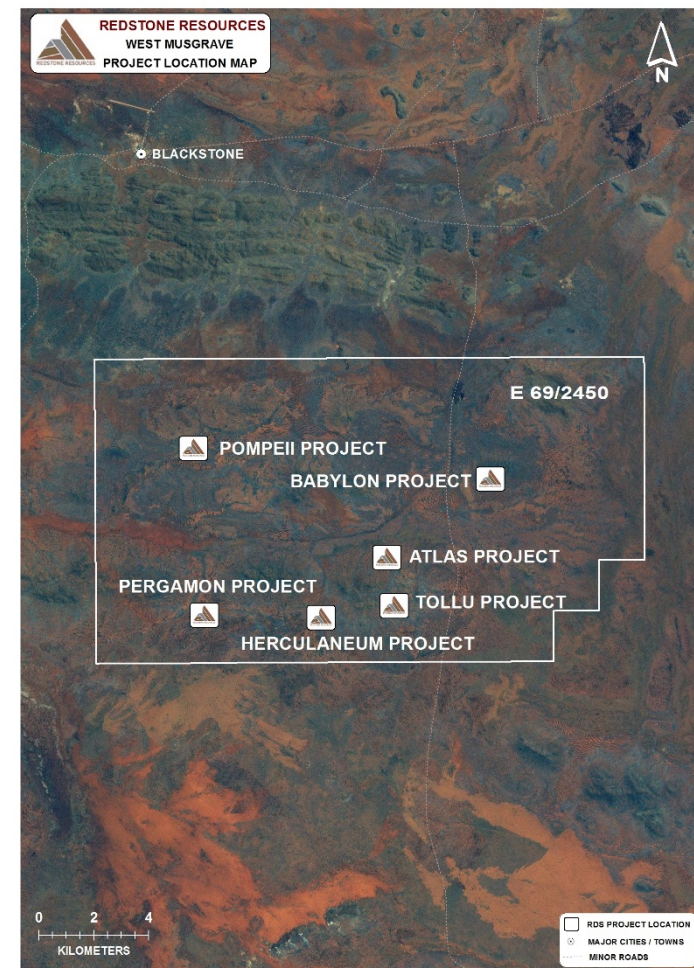 REDSTONE RESOURCES
WEST MUSGRAVE
PROJECT LOCATION MAP
REDSTONE RESOURCES
N
BLACKSTONE
E 69/2450
POMPEII PROJECT
BABYLON PROJECT
ATLAS PROJECT
PERGAMON PROJECT
TOLLU PROJECT
HERCULANEUM PROJECT
0 2 4
KILOMETERS
RDS PROJECT LOCATION
MAJOR CITIES / TOWNS
MINOR ROADS